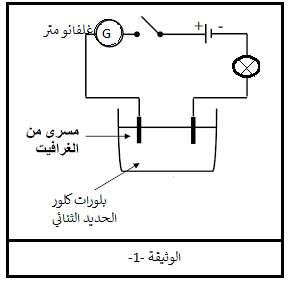 غلفانو متر G + -
مسرى من
الغرافيت
بلورات كلور
الحديد الثنائي
الوثيقة -1-